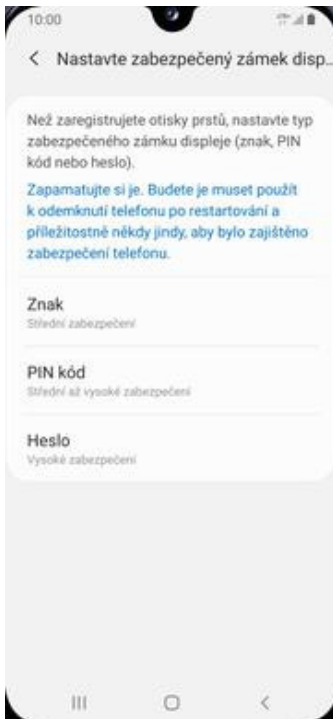 10:00
Nastavte zabezpečený zámek disp..
Než zaregistrujete otisky prstů, nastavte typ
zabezpečeného zámku displeje (znak, PIN
kód nebo heslo).
Zapamatujte si je. Budete je muset použít
k odemknutí telefonu po restartování a
příležitostně někdy jindy, aby bylo zajištěno
zabezpečení telefonu.
Znak
Střední zabezpečení
PIN kód
Střední až vysoké zabezpečení
Heslo
Vysoké zabezpečení